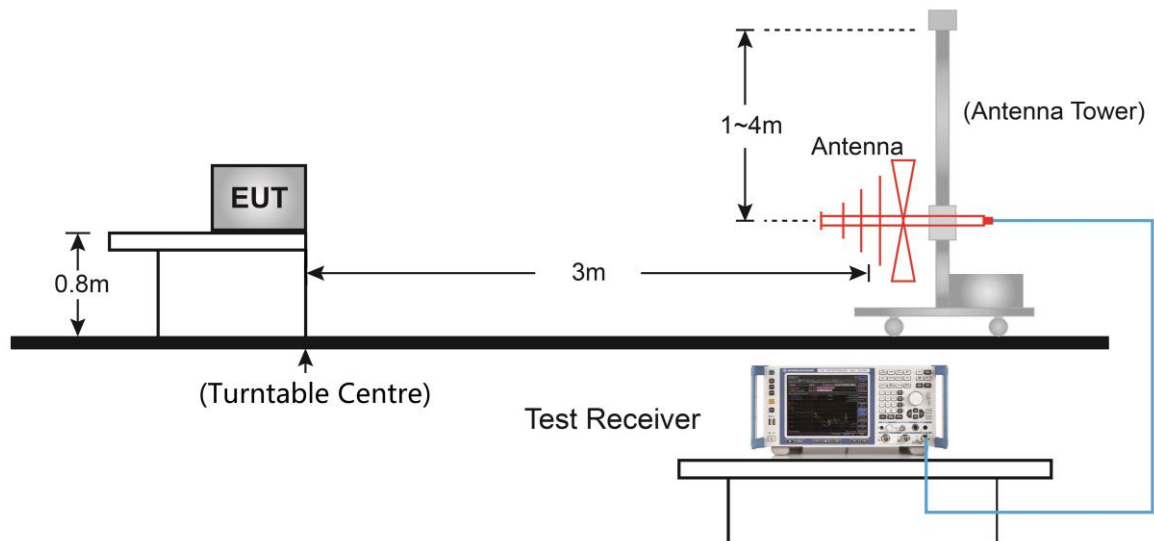 1~4m
(Antenna Tower)
Antenna
EUT
3m
0.8m
(Turntable Centre)
Test Receiver